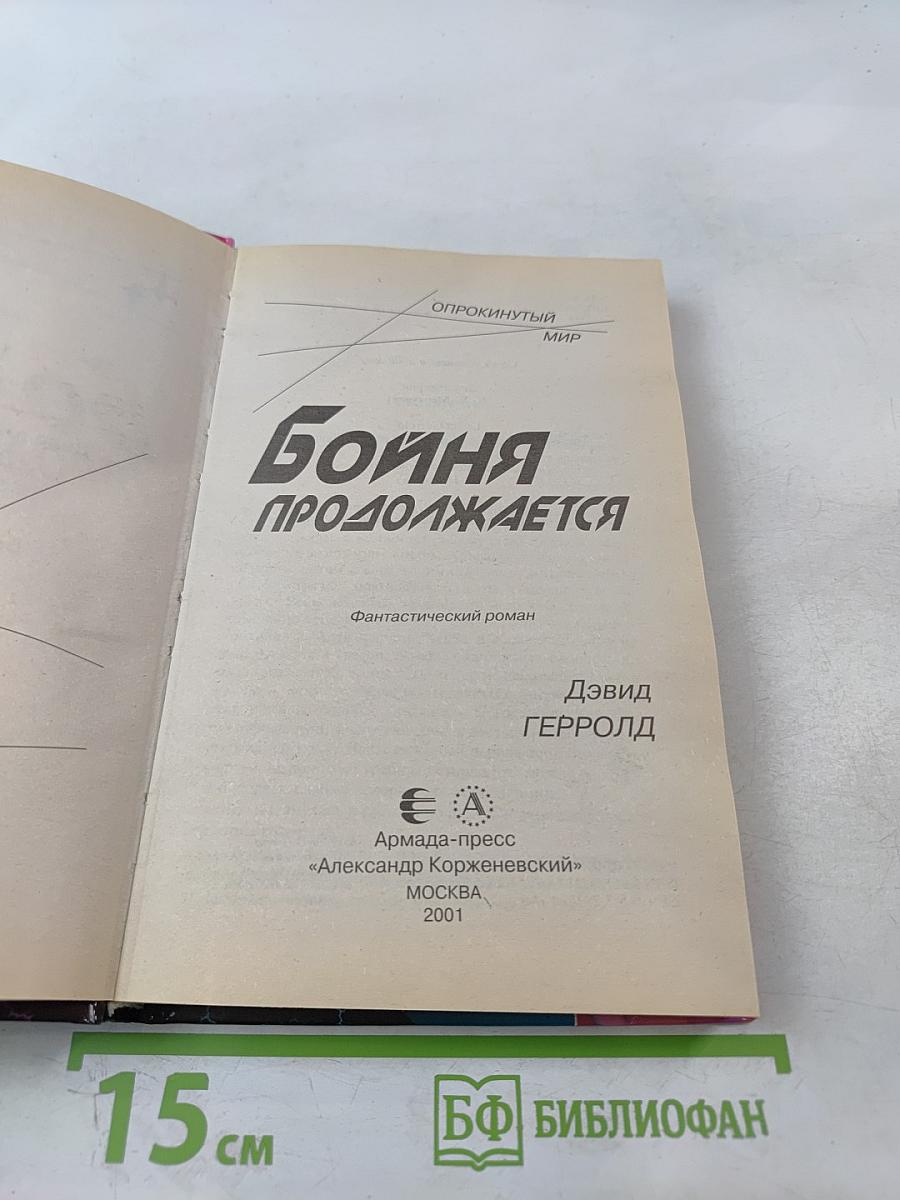 ОПРОКИНУТЫЙ
МИР
БОЙНЯ
ПРОДОЛЖАЕТСЯ
Фантастический роман
Дэвид
ГЕРРОЛД
А
Армада-пресс
«Александр Корженевский»
МОСКВА
2001
15 см
БФ БИБЛИОФАН